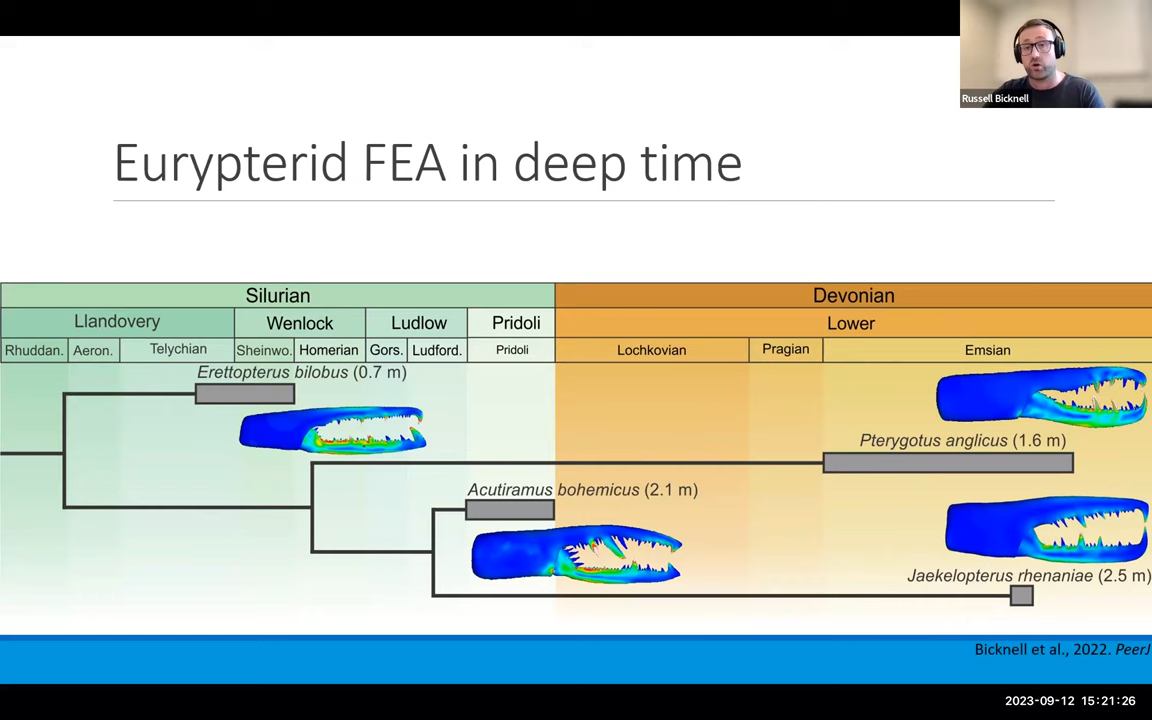 Russell Bicknell
Eurypterid FEA in deep time
Silurian Devonian
Llandovery Wenlock Ludlow Pridoli Lower
Rhuddan. Aeron. Telychian Sheinwo. Homerian Gors. Ludford. Pridoli Lochkovian Pragian Emsian
Erettopterus bilobus (0.7 m)
Pterygotus anglicus (1.6 m)
Acutiramus bohemicus (2.1 m)
Jaekelopterus rhenaniae (2.5 m)
Bicknell et al., 2022. PeerJ
2023-09-12 15:21:26